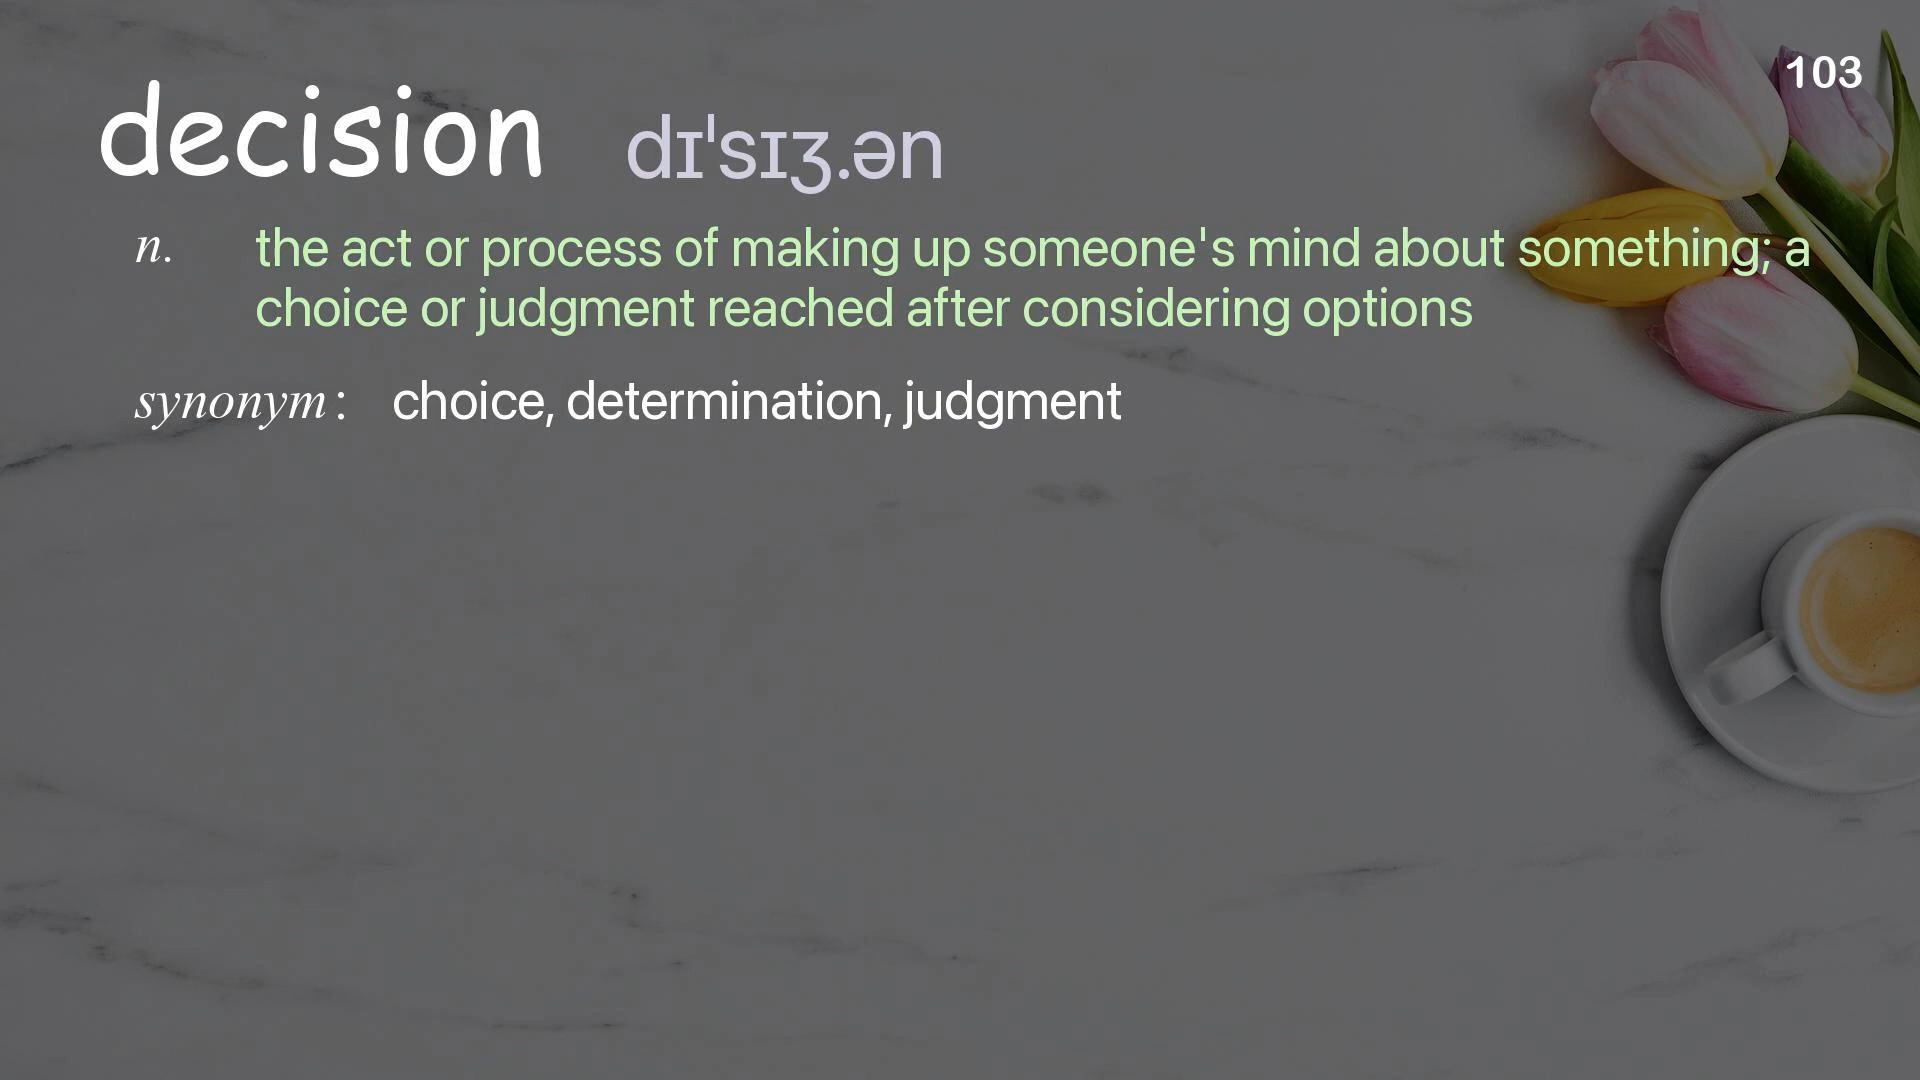 103
decision dɪˈsɪʒ.ən
n. the act or process of making up someone's mind about something; a
choice or judgment reached after considering options
synonym: choice, determination, judgment